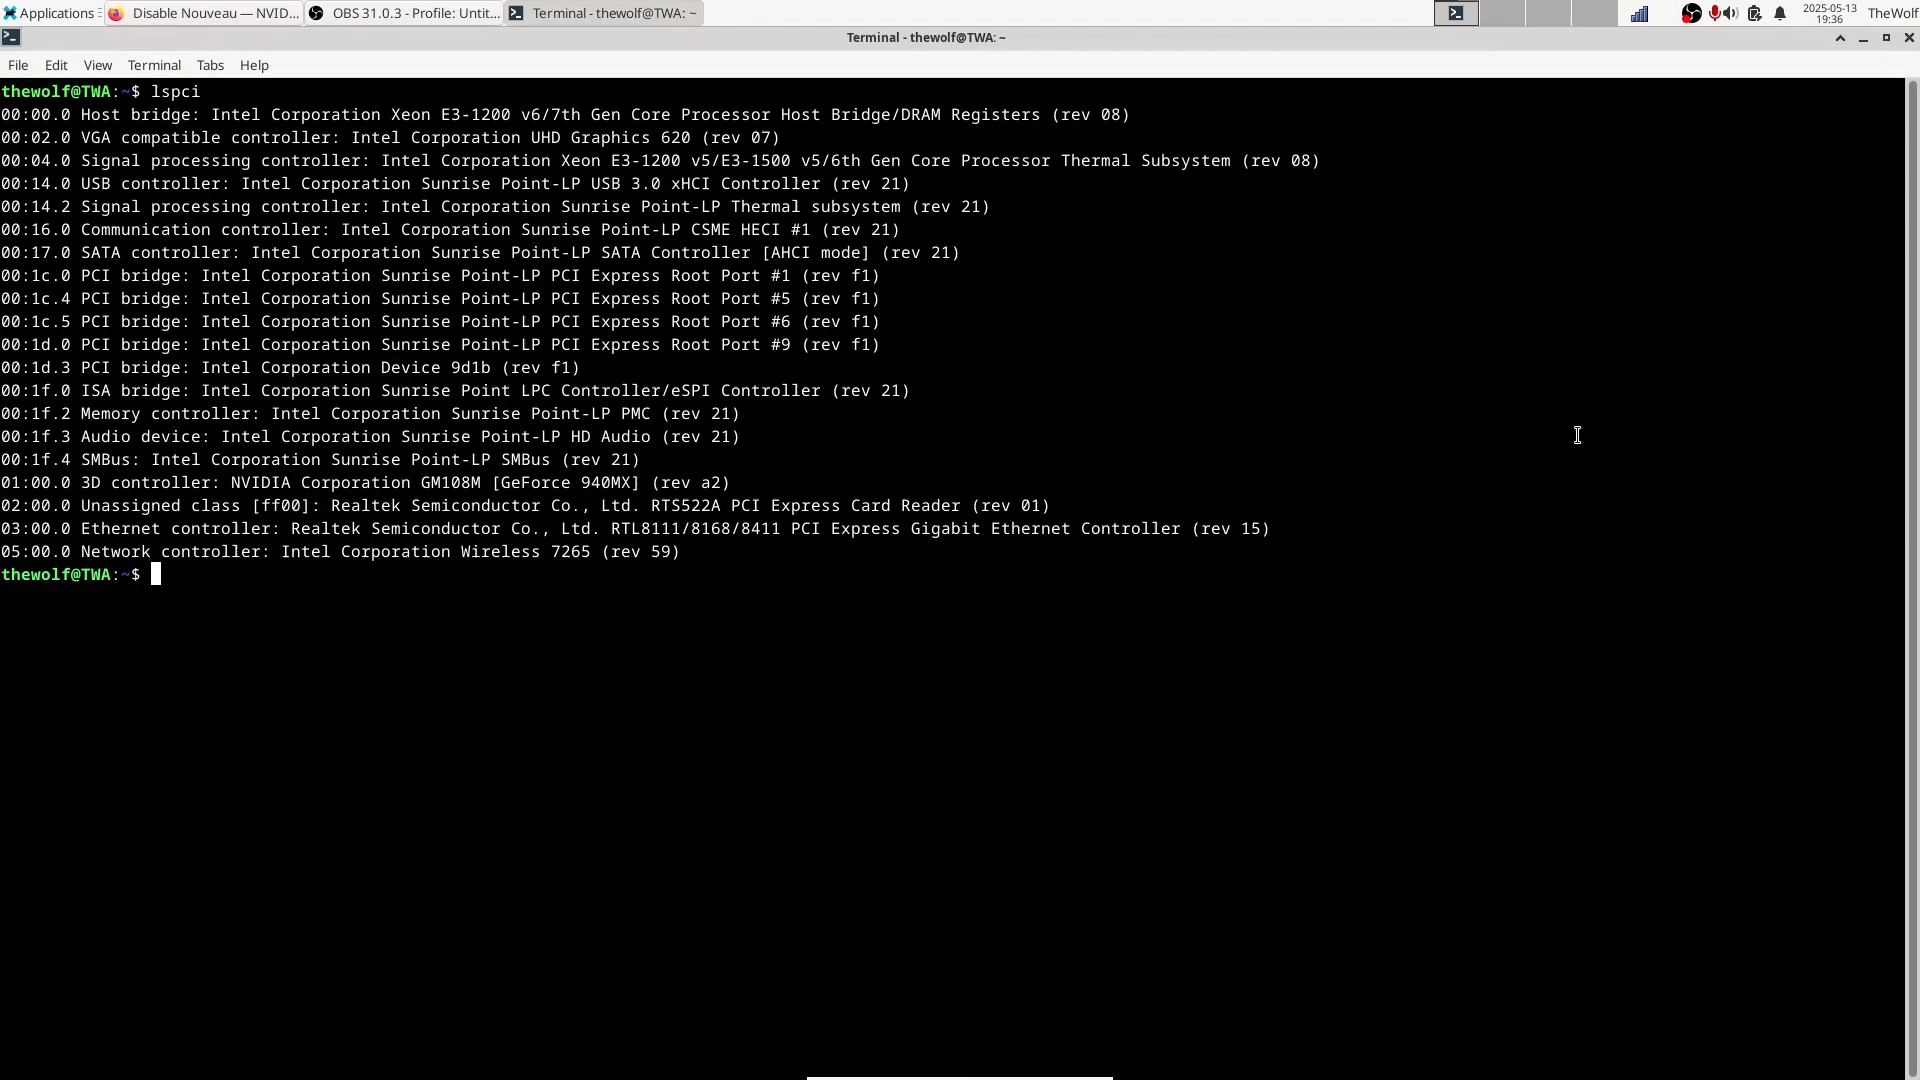 Applications
Disable Nouveau — NVID...
OBS 31.0.3 - Profile: Untit...
Terminal - thewolf@TWA: ~
2025-05-13
19:36
TheWolf
Terminal - thewolf@TWA: ~
File Edit View Terminal Tabs Help
thewolf@TWA:~$ lspci
00:00.0 Host bridge: Intel Corporation Xeon E3-1200 v6/7th Gen Core Processor Host Bridge/DRAM Registers (rev 08)
00:02.0 VGA compatible controller: Intel Corporation UHD Graphics 620 (rev 07)
00:04.0 Signal processing controller: Intel Corporation Xeon E3-1200 v5/E3-1500 v5/6th Gen Core Processor Thermal Subsystem (rev 08)
00:14.0 USB controller: Intel Corporation Sunrise Point-LP USB 3.0 xHCI Controller (rev 21)
00:14.2 Signal processing controller: Intel Corporation Sunrise Point-LP Thermal subsystem (rev 21)
00:16.0 Communication controller: Intel Corporation Sunrise Point-LP CSME HECI #1 (rev 21)
00:17.0 SATA controller: Intel Corporation Sunrise Point-LP SATA Controller [AHCI mode] (rev 21)
00:1c.0 PCI bridge: Intel Corporation Sunrise Point-LP PCI Express Root Port #1 (rev f1)
00:1c.4 PCI bridge: Intel Corporation Sunrise Point-LP PCI Express Root Port #5 (rev f1)
00:1c.5 PCI bridge: Intel Corporation Sunrise Point-LP PCI Express Root Port #6 (rev f1)
00:1d.0 PCI bridge: Intel Corporation Sunrise Point-LP PCI Express Root Port #9 (rev f1)
00:1d.3 PCI bridge: Intel Corporation Device 9d1b (rev f1)
00:1f.0 ISA bridge: Intel Corporation Sunrise Point LPC Controller/eSPI Controller (rev 21)
00:1f.2 Memory controller: Intel Corporation Sunrise Point-LP PMC (rev 21)
00:1f.3 Audio device: Intel Corporation Sunrise Point-LP HD Audio (rev 21)
00:1f.4 SMBus: Intel Corporation Sunrise Point-LP SMBus (rev 21)
01:00.0 3D controller: NVIDIA Corporation GM108M [GeForce 940MX] (rev a2)
02:00.0 Unassigned class [ff00]: Realtek Semiconductor Co., Ltd. RTS522A PCI Express Card Reader (rev 01)
03:00.0 Ethernet controller: Realtek Semiconductor Co., Ltd. RTL8111/8168/8411 PCI Express Gigabit Ethernet Controller (rev 15)
05:00.0 Network controller: Intel Corporation Wireless 7265 (rev 59)
thewolf@TWA:~$